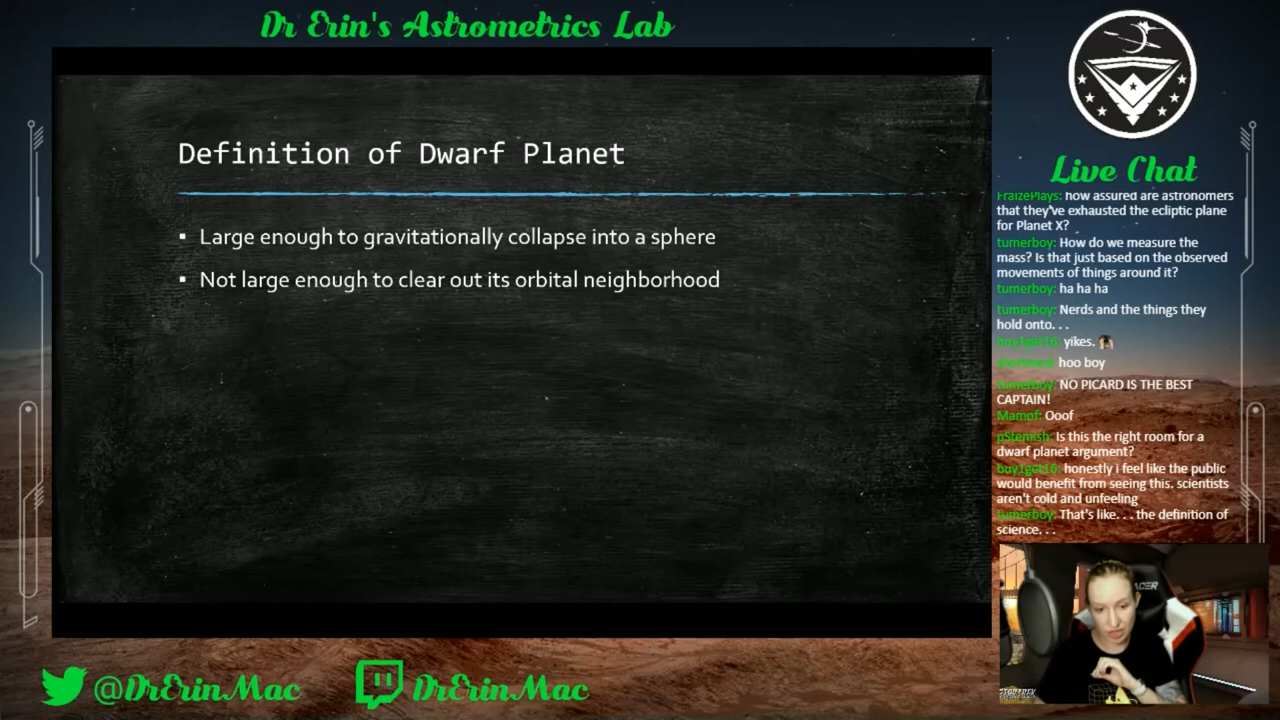 Dr Erin's Astrometrics Lab
Definition of Dwarf Planet
▪ Large enough to gravitationally collapse into a sphere
▪ Not large enough to clear out its orbital neighborhood
Live Chat
FraizePlays: how assured are astronomers
that they've exhausted the ecliptic plane
for Planet X?
tumerboy: How do we measure the
mass? Is that just based on the observed
movements of things around it?
tumerboy: ha ha ha
tumerboy: Nerds and the things they
hold onto. . .
buy1get16: yikes.
hoo boy
tumerboy: NO PICARD IS THE BEST
CAPTAIN!
Mamof: Ooof
pStemish: Is this the right room for a
dwarf planet argument?
buy1get16: honestly i feel like the public
would benefit from seeing this. scientists
aren't cold and unfeeling
tumerboy: That's like. . . the definition of
science. . .
ACER
@DrErinMac
DrErinMac